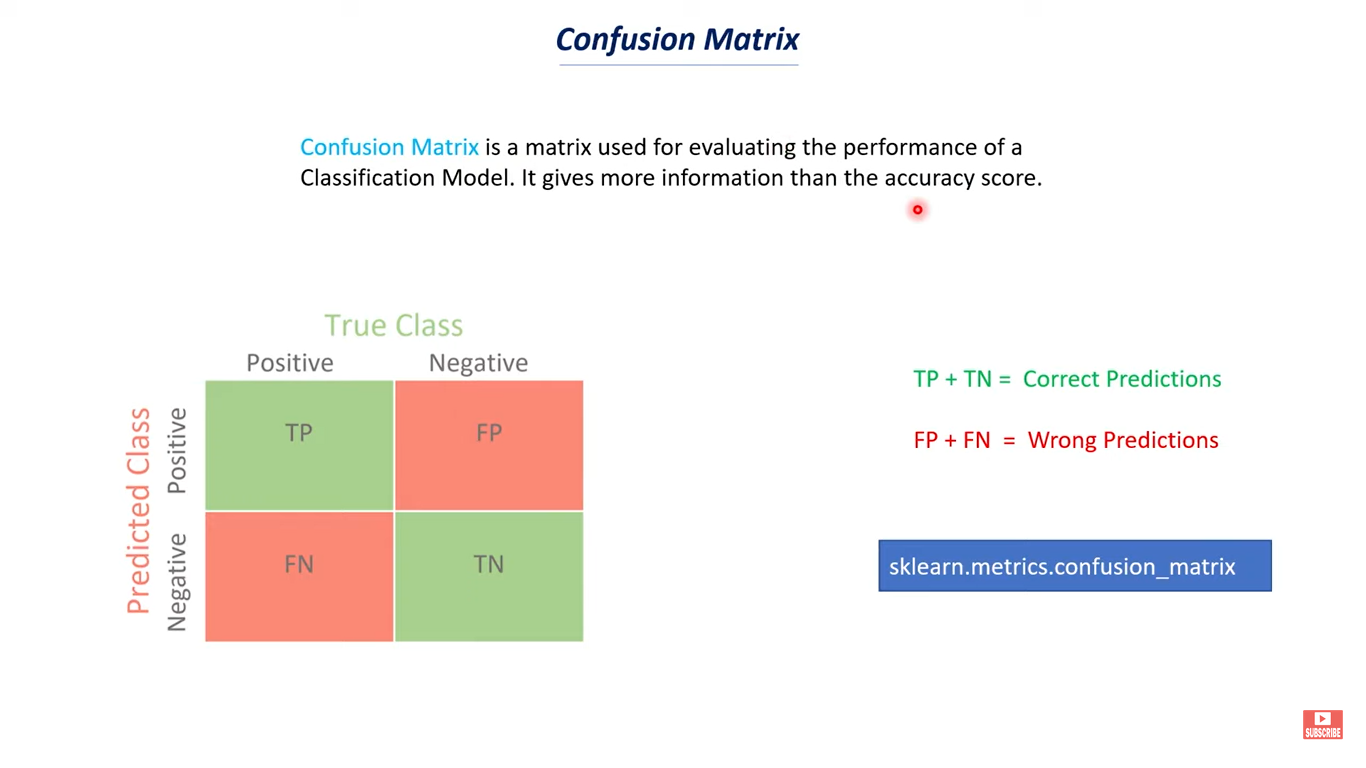 Confusion Matrix
Confusion Matrix is a matrix used for evaluating the performance of a
Classification Model. It gives more information than the accuracy score.
True Class
Positive Negative
Predicted Class
Positive
TP FP
Negative
FN TN
TP + TN = Correct Predictions
FP + FN = Wrong Predictions
sklearn.metrics.confusion_matrix
SUBSCRIBE